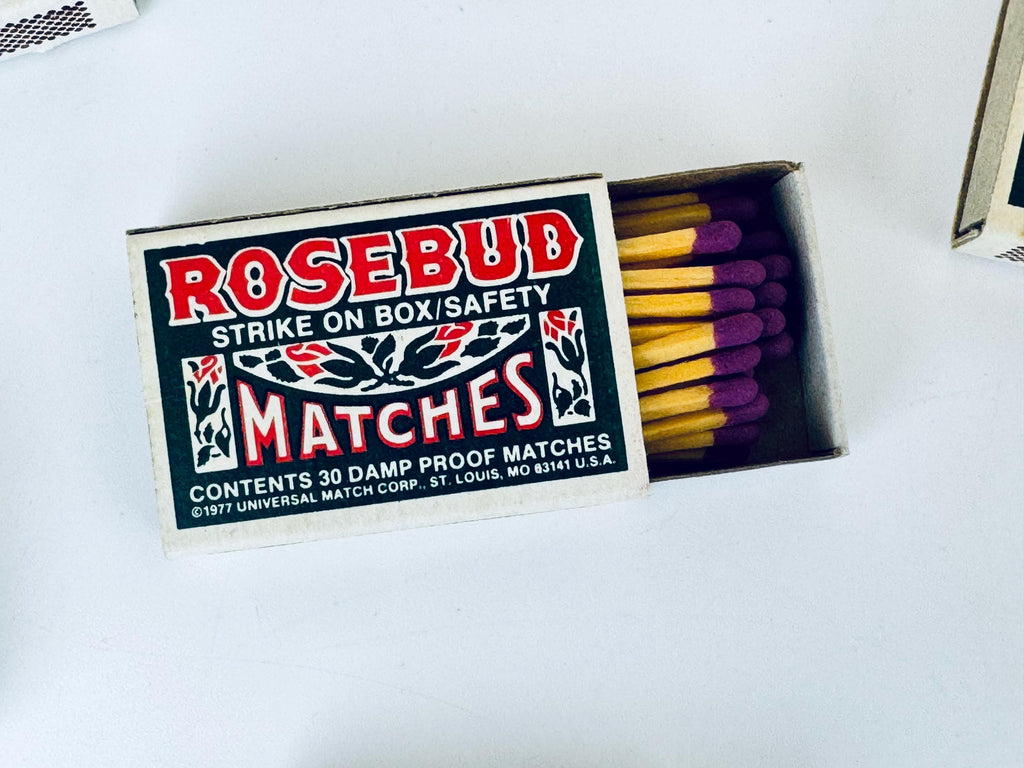 ROSEBUD
STRIKE ON BOX/SAFETY
MATCHES
CONTENTS 30 DAMP PROOF MATCHES
©1977 UNIVERSAL MATCH CORP., ST. LOUIS, MO 63141 U.S.A.